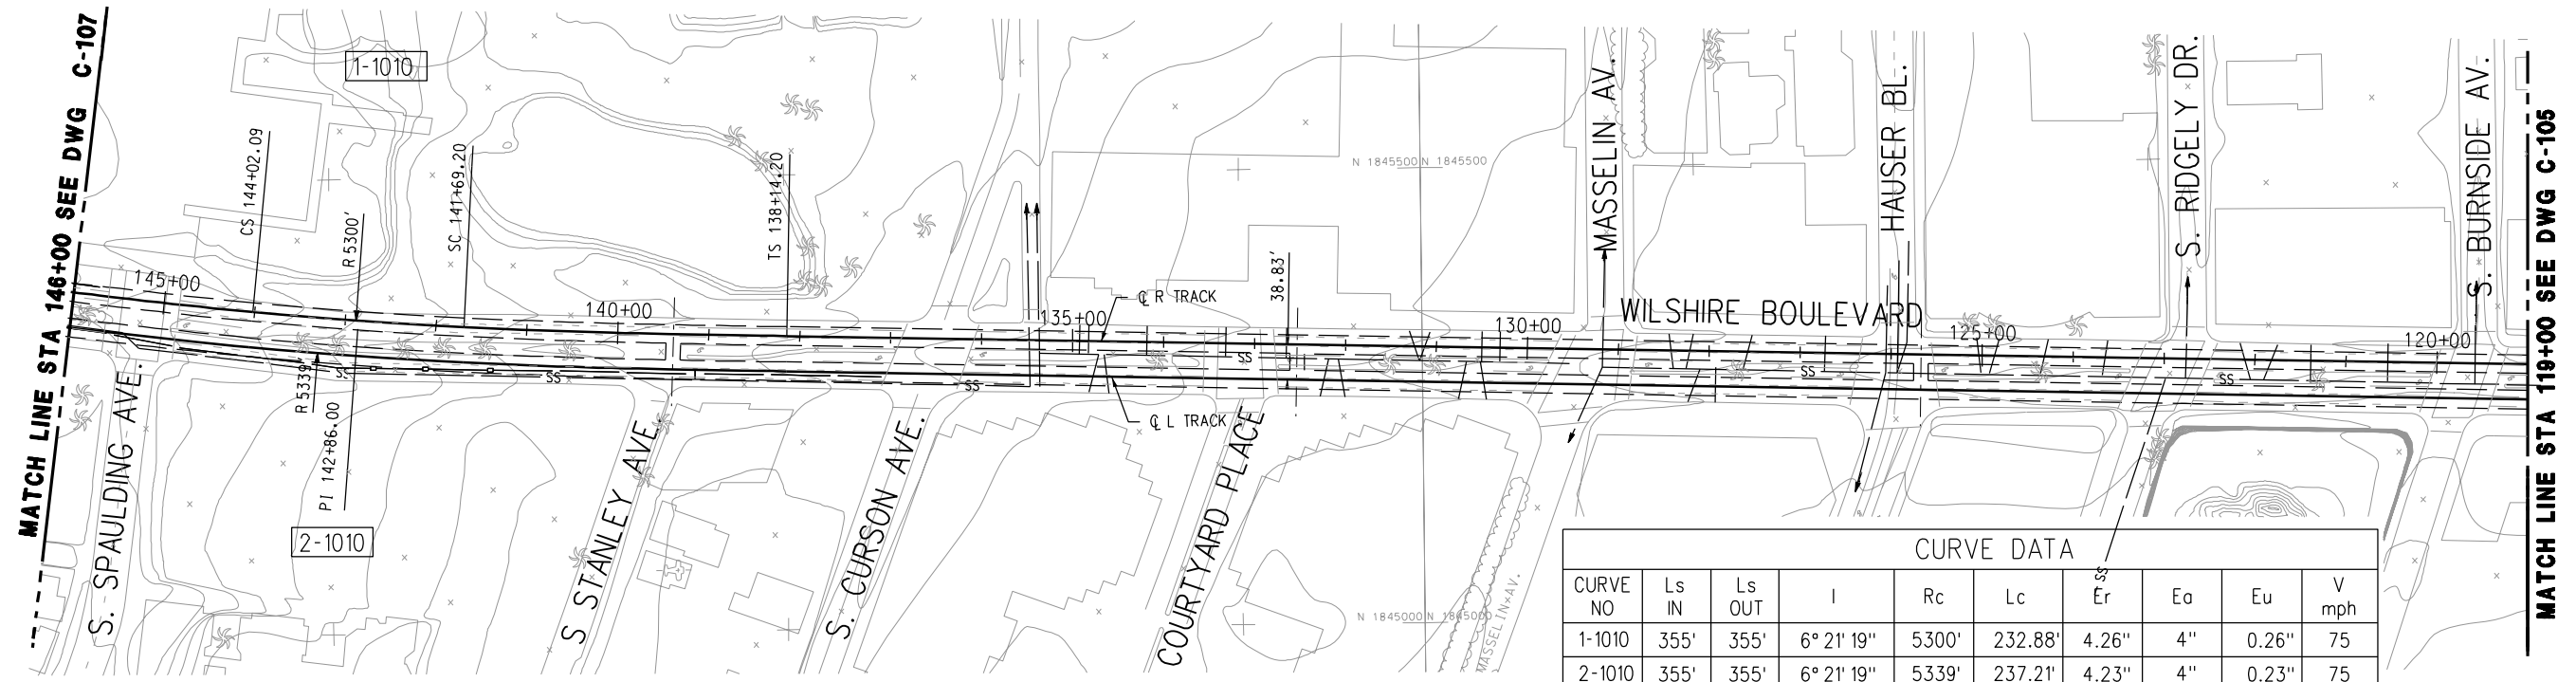 MATCH LINE STA 146+00 SEE DWG C-107
1-1010
CS 144+02.09
R 5300'
SC 141+69.20
TS 138+14.20
145+00
140+00
135+00
130+00
125+00
120+00
℄ R TRACK
℄ L TRACK
38.83'
N 1845500 N 1845500
MASSELIN AV.
HAUSER BL.
S. RIDGELY DR.
S. BURNSIDE AV.
WILSHIRE BOULEVARD
SS
SS
SS
SS
SS
SS
R 5339'
PI 142+86.00
2-1010
S. SPAULDING AVE.
S STANLEY AVE.
S. CURSON AVE.
COURTYARD PLACE
N 1845000 N 1845000
MASSELIN AV.
SS
MATCH LINE STA 119+00 SEE DWG C-105
CURVE DATA
CURVE NO Ls IN Ls OUT I Rc Lc Er Ea Eu V mph
1-1010 355' 355' 6° 21' 19" 5300' 232.88' 4.26" 4" 0.26" 75
2-1010 355' 355' 6° 21' 19" 5339' 237.21' 4.23" 4" 0.23" 75